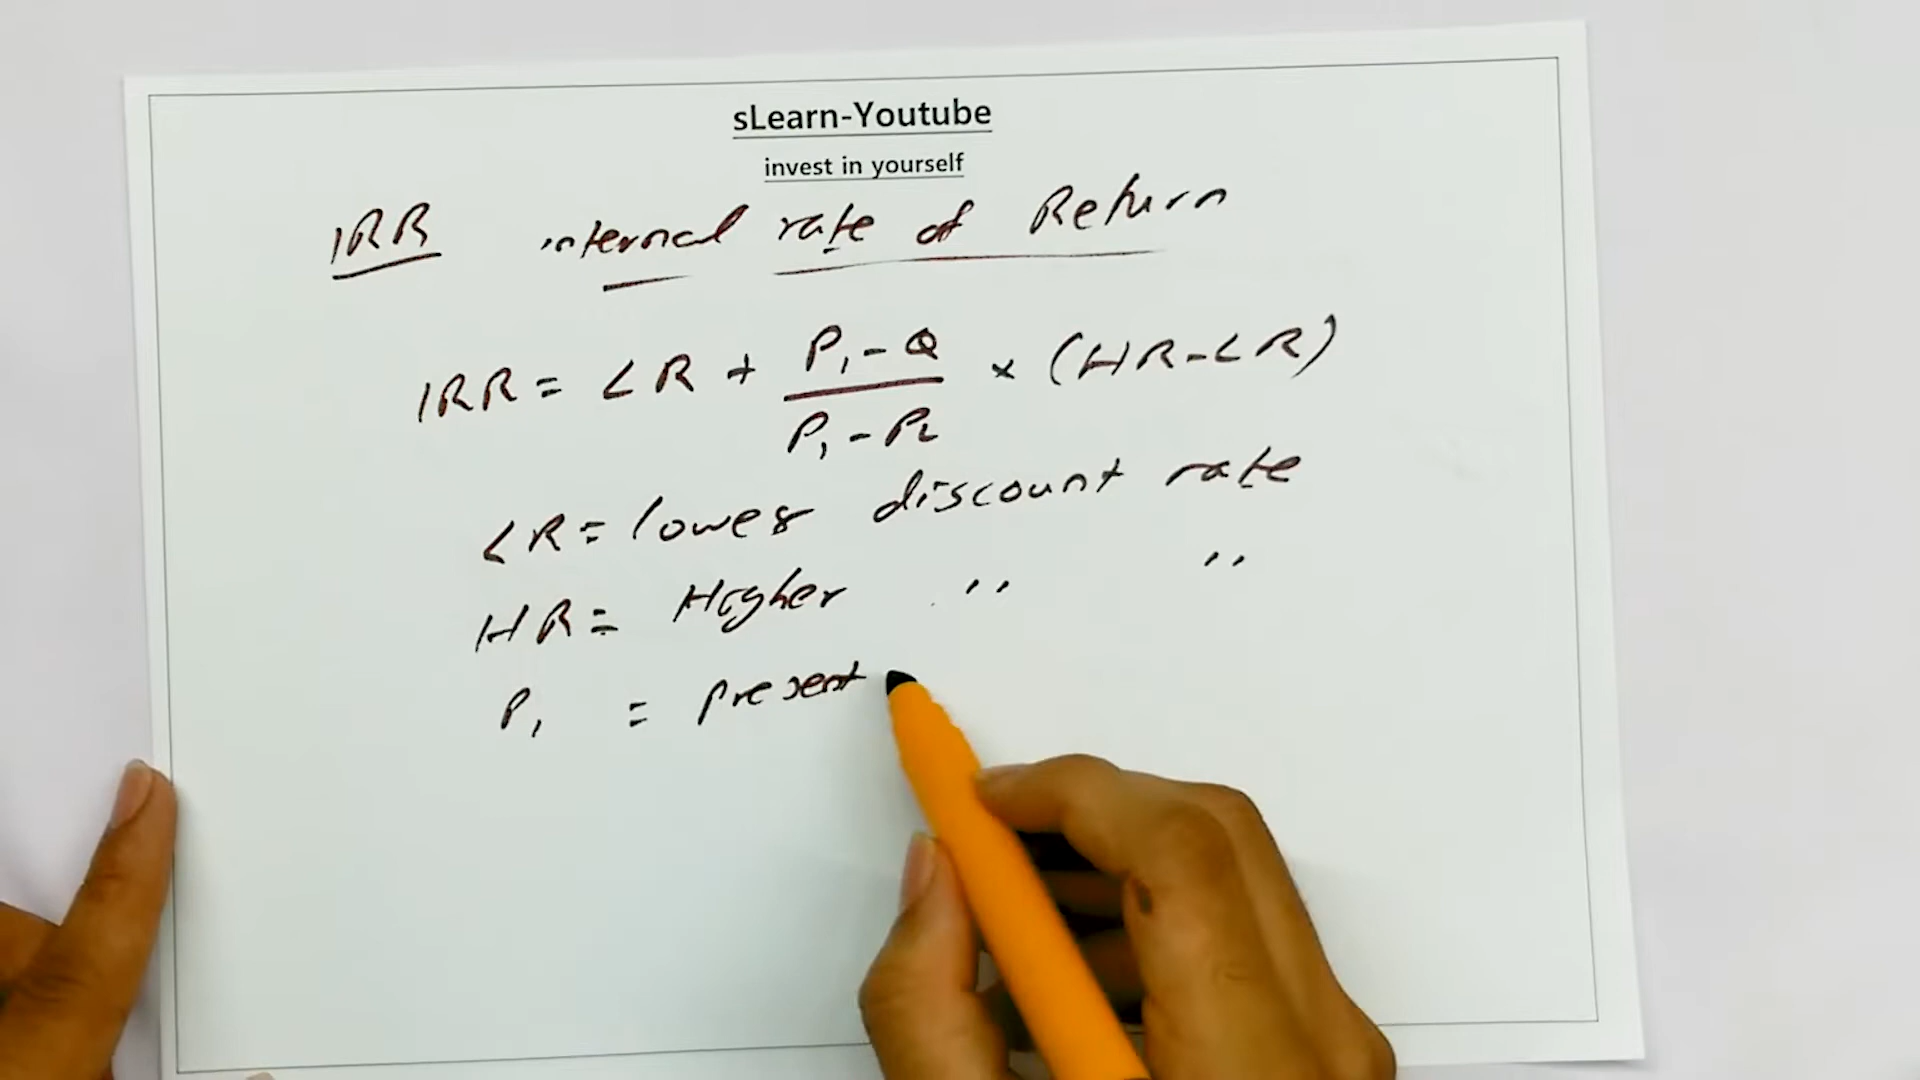 sLearn-Youtube
invest in yourself
IRR internal rate of Return
IRR = LR + P₁ - Q / P₁ - P₂ × (HR - LR)
LR = lower discount rate
HR = Higher ,, ,,
P₁ = present